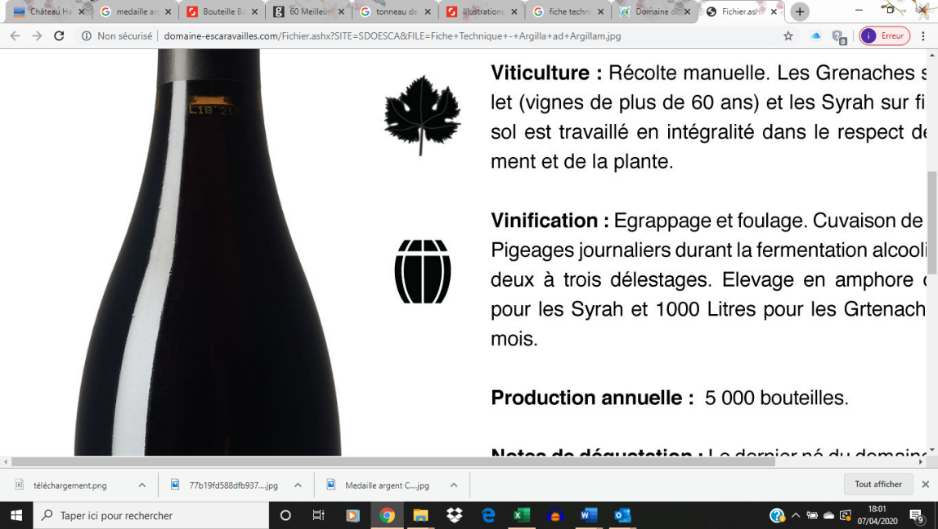 Château Ha
medaille ar
Bouteille Bo
60 Meilleur
tonneau de
illustrations
fiche techn
Domaine d
Fichier.ash
Non sécurisé | domaine-escaravailles.com/Fichier.ashx?SITE=SDOESCA&FILE=Fiche+Technique+-+Argilla+ad+Argillam.jpg
Erreur
Viticulture : Récolte manuelle. Les Grenaches s
let (vignes de plus de 60 ans) et les Syrah sur fi
sol est travaillé en intégralité dans le respect de
ment et de la plante.
Vinification : Egrappage et foulage. Cuvaison de
Pigeages journaliers durant la fermentation alcooli
deux à trois délestages. Elevage en amphore
pour les Syrah et 1000 Litres pour les Grtenach
mois.
Production annuelle : 5 000 bouteilles.
Notes de dégustation : Le dernier né du domaine
téléchargement.png
77b19fd588dfb937....jpg
Medaille argent C....jpg
Tout afficher
Taper ici pour rechercher
18:01
07/04/2020